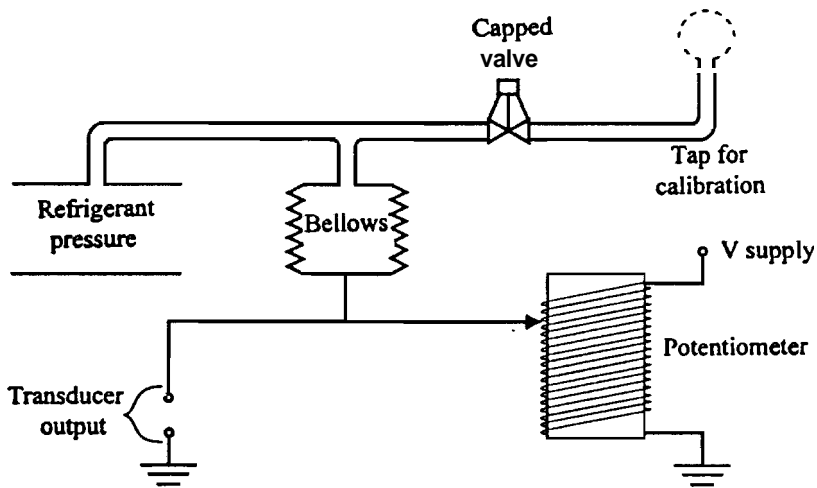 Capped
valve
Tap for
calibration
Refrigerant
pressure
Bellows
V supply
Potentiometer
Transducer
output